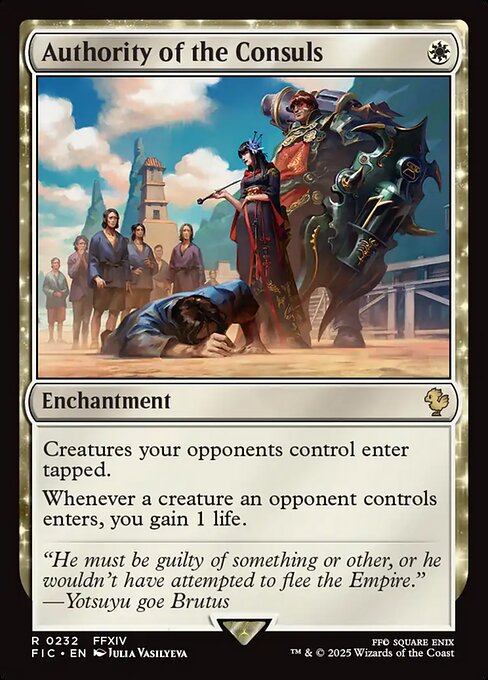 Authority of the Consuls
Enchantment
Creatures your opponents control enter
tapped.
Whenever a creature an opponent controls
enters, you gain 1 life.
“He must be guilty of something or other, or he
wouldn’t have attempted to flee the Empire.”
—Yotsuyu goe Brutus
R 0232 FFXIV
FIC • EN Julia Vasilyeva
FF© SQUARE ENIX
™ & © 2025 Wizards of the Coast